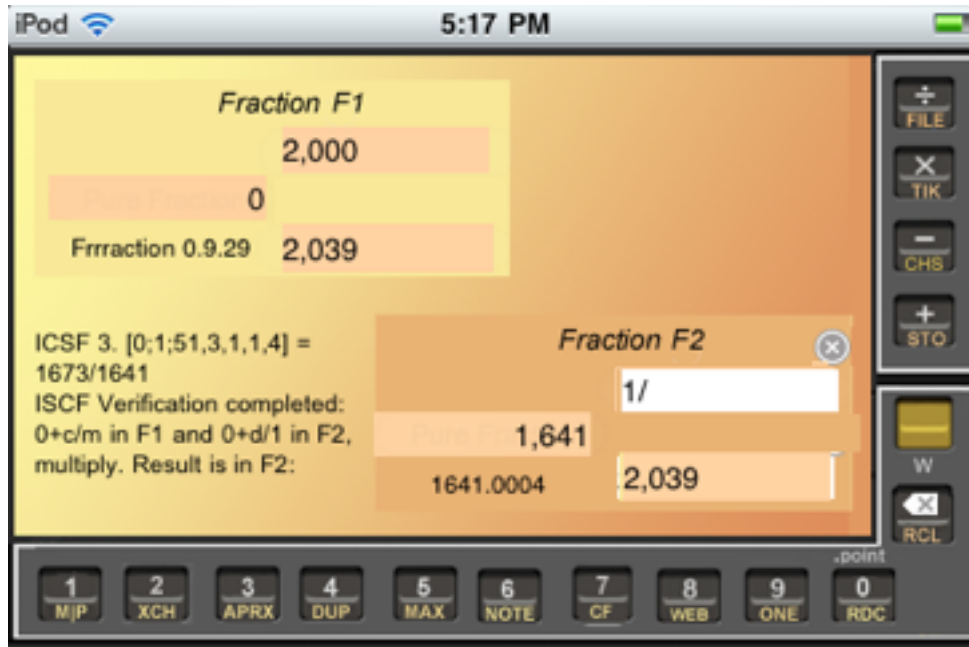 iPod 5:17 PM
Fraction F1
2,000
Pure Fraction 0
Frrraction 0.9.29 2,039
ICSF 3. [0;1;51,3,1,1,4] =
1673/1641
ISCF Verification completed:
0+c/m in F1 and 0+d/1 in F2,
multiply. Result is in F2:
Fraction F2
1/
1,641
1641.0004 2,039
÷
FILE
×
TIK
−
CHS
+
STO
W
RCL
.point
1 2 3 4 5 6 7 8 9 0
M|P XCH APRX DUP MAX NOTE CF WEB ONE RDC